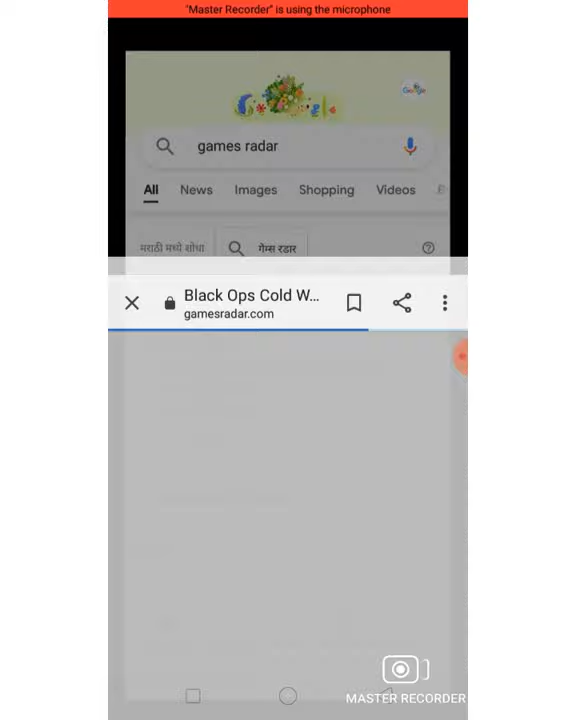 "Master Recorder" is using the microphone
Google
games radar
All News Images Shopping Videos
मराठी मध्ये शोधा गेम्स रडार
Black Ops Cold W...
gamesradar.com
MASTER RECORDER